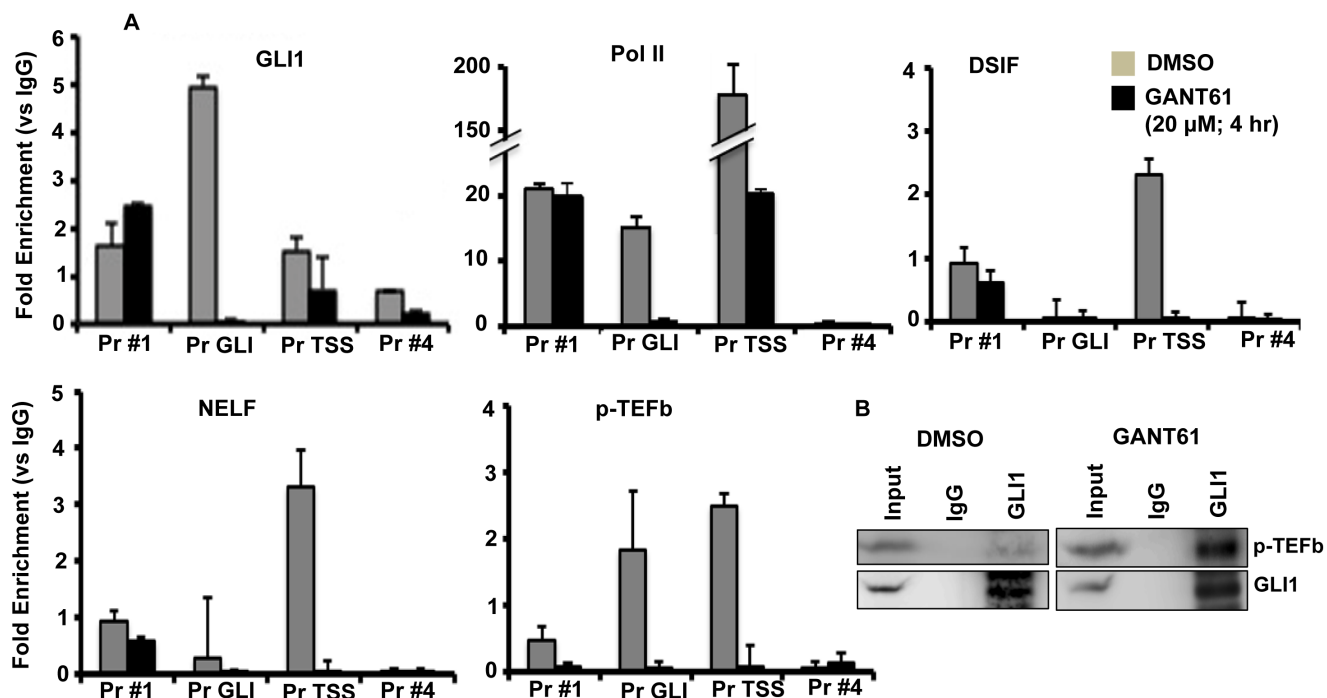 A
GLI1
Fold Enrichment (vs IgG)
6
5
4
3
2
1
0
Pr #1 Pr GLI Pr TSS Pr #4
Pol II
200
150
20
10
0
Pr #1 Pr GLI Pr TSS Pr #4
DSIF
4
3
2
1
0
Pr #1 Pr GLI Pr TSS Pr #4
DMSO
GANT61
(20 µM; 4 hr)
NELF
Fold Enrichment (vs IgG)
5
4
3
2
1
0
Pr #1 Pr GLI Pr TSS Pr #4
p-TEFb
4
3
2
1
0
Pr #1 Pr GLI Pr TSS Pr #4
B
DMSO GANT61
Input IgG GLI1 Input IgG GLI1
p-TEFb
GLI1